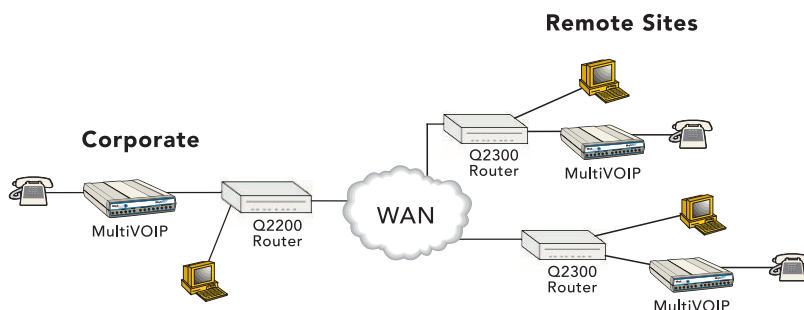 Remote Sites
Corporate
Q2300
Router
MultiVOIP
MultiVOIP
Q2200
Router
WAN
Q2300
Router
MultiVOIP